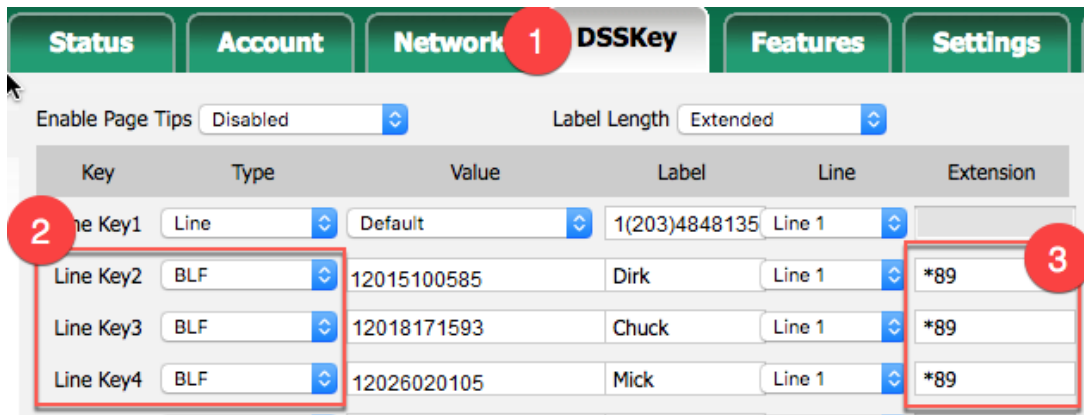 Status Account Network 1 DSSKey Features Settings
Enable Page Tips Disabled Label Length Extended
Key Type Value Label Line Extension
2 ne Key1 Line Default 1(203)4848135 Line 1
Line Key2 BLF 12015100585 Dirk Line 1 *89 3
Line Key3 BLF 12018171593 Chuck Line 1 *89
Line Key4 BLF 12026020105 Mick Line 1 *89